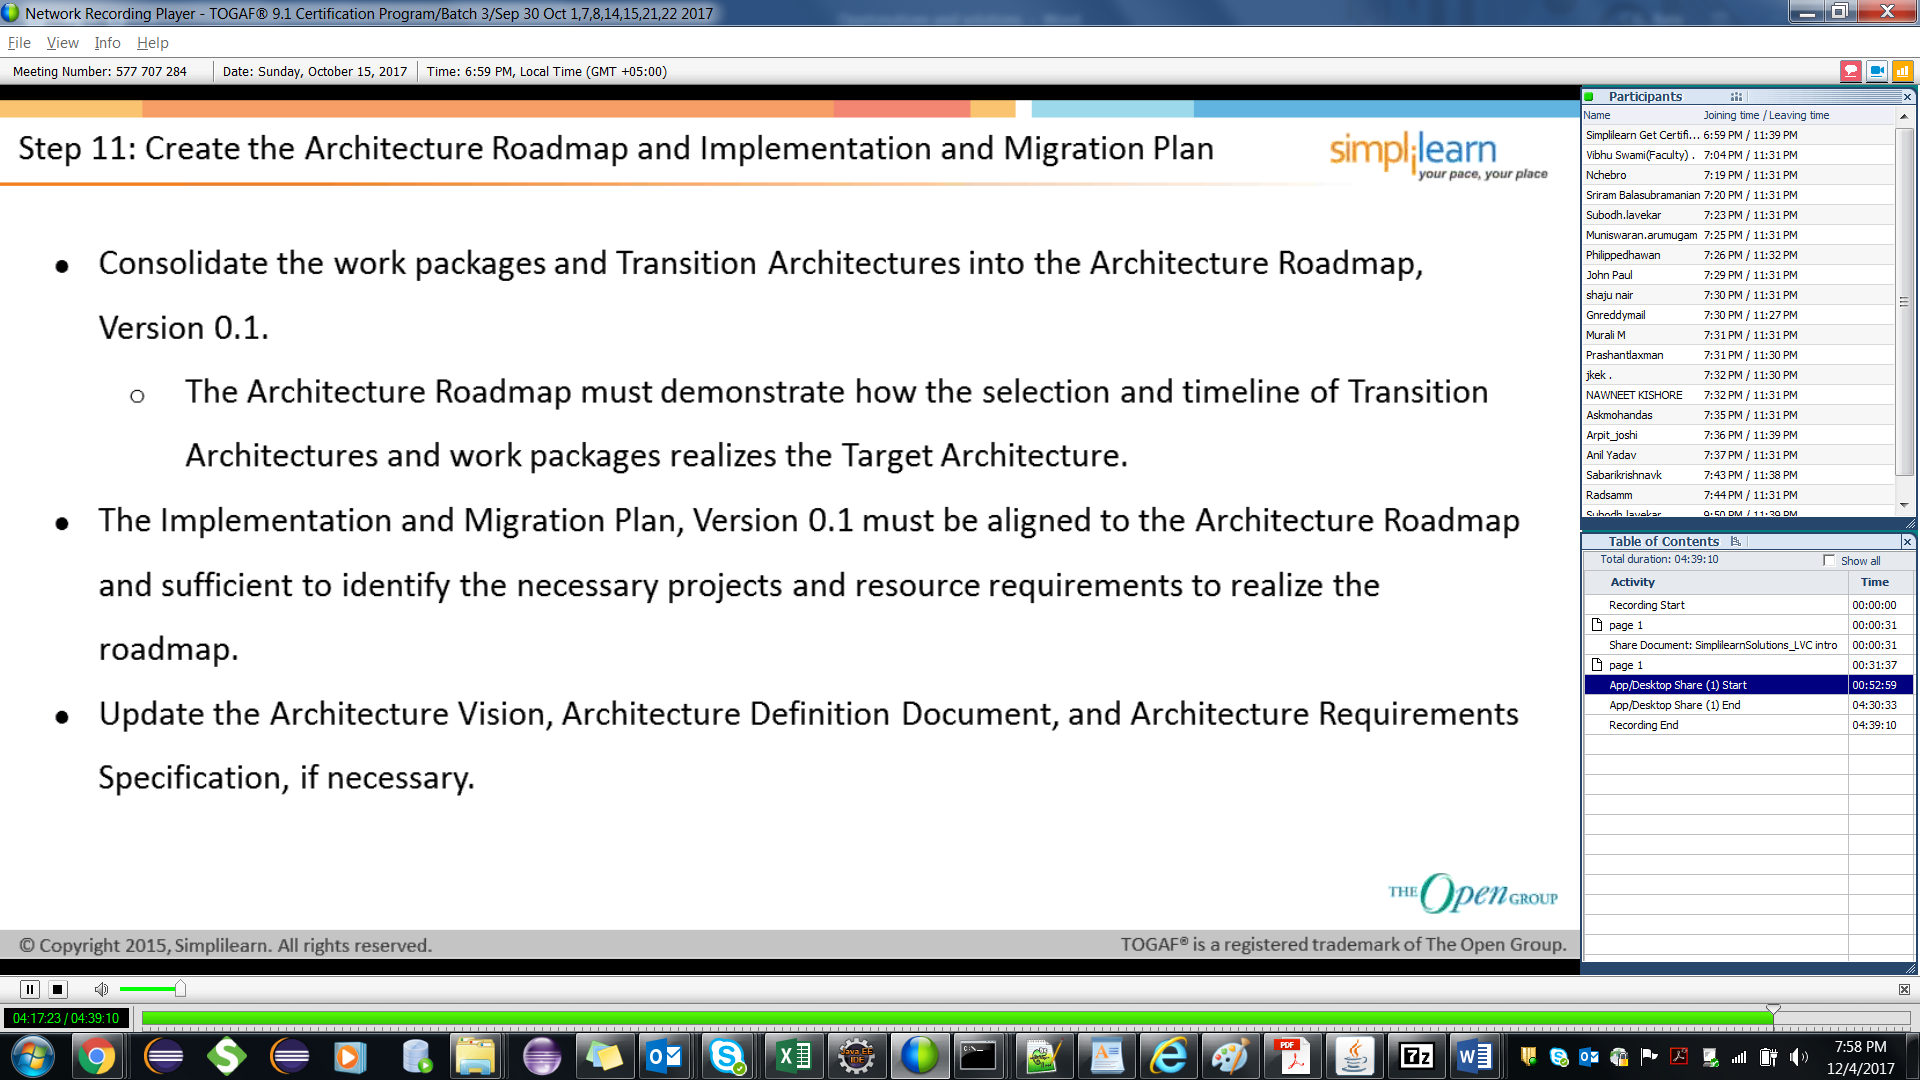 Network Recording Player - TOGAF® 9.1 Certification Program/Batch 3/Sep 30 Oct 1,7,8,14,15,21,22 2017
File View Info Help
Meeting Number: 577 707 284 Date: Sunday, October 15, 2017 Time: 6:59 PM, Local Time (GMT +05:00)
Step 11: Create the Architecture Roadmap and Implementation and Migration Plan
simplilearn
your pace, your place
● Consolidate the work packages and Transition Architectures into the Architecture Roadmap,
Version 0.1.
○ The Architecture Roadmap must demonstrate how the selection and timeline of Transition
Architectures and work packages realizes the Target Architecture.
● The Implementation and Migration Plan, Version 0.1 must be aligned to the Architecture Roadmap
and sufficient to identify the necessary projects and resource requirements to realize the
roadmap.
● Update the Architecture Vision, Architecture Definition Document, and Architecture Requirements
Specification, if necessary.
THE Open GROUP
© Copyright 2015, Simplilearn. All rights reserved.
TOGAF® is a registered trademark of The Open Group.
Participants
Name Joining time / Leaving time
Simplilearn Get Certifi... 6:59 PM / 11:39 PM
Vibhu Swami(Faculty) . 7:04 PM / 11:31 PM
Nchebro 7:19 PM / 11:31 PM
Sriram Balasubramanian 7:20 PM / 11:31 PM
Subodh.lavekar 7:23 PM / 11:31 PM
Muniswaran.arumugam 7:25 PM / 11:31 PM
Philippedhawan 7:26 PM / 11:32 PM
John Paul 7:29 PM / 11:31 PM
shaju nair 7:30 PM / 11:31 PM
Gnreddymail 7:30 PM / 11:27 PM
Murali M 7:31 PM / 11:31 PM
Prashantlaxman 7:31 PM / 11:30 PM
jkek . 7:32 PM / 11:30 PM
NAWNEET KISHORE 7:32 PM / 11:31 PM
Askmohandas 7:35 PM / 11:31 PM
Arpit_joshi 7:36 PM / 11:39 PM
Anil Yadav 7:37 PM / 11:31 PM
Sabarikrishnavk 7:43 PM / 11:38 PM
Radsamm 7:44 PM / 11:31 PM
Subodh.lavekar 9:50 PM / 11:39 PM
Table of Contents
Total duration: 04:39:10 Show all
Activity Time
Recording Start 00:00:00
page 1 00:00:31
Share Document: SimplilearnSolutions_LVC intro 00:00:31
page 1 00:31:37
App/Desktop Share (1) Start 00:52:59
App/Desktop Share (1) End 04:30:33
Recording End 04:39:10
04:17:23 / 04:39:10
7:58 PM
12/4/2017